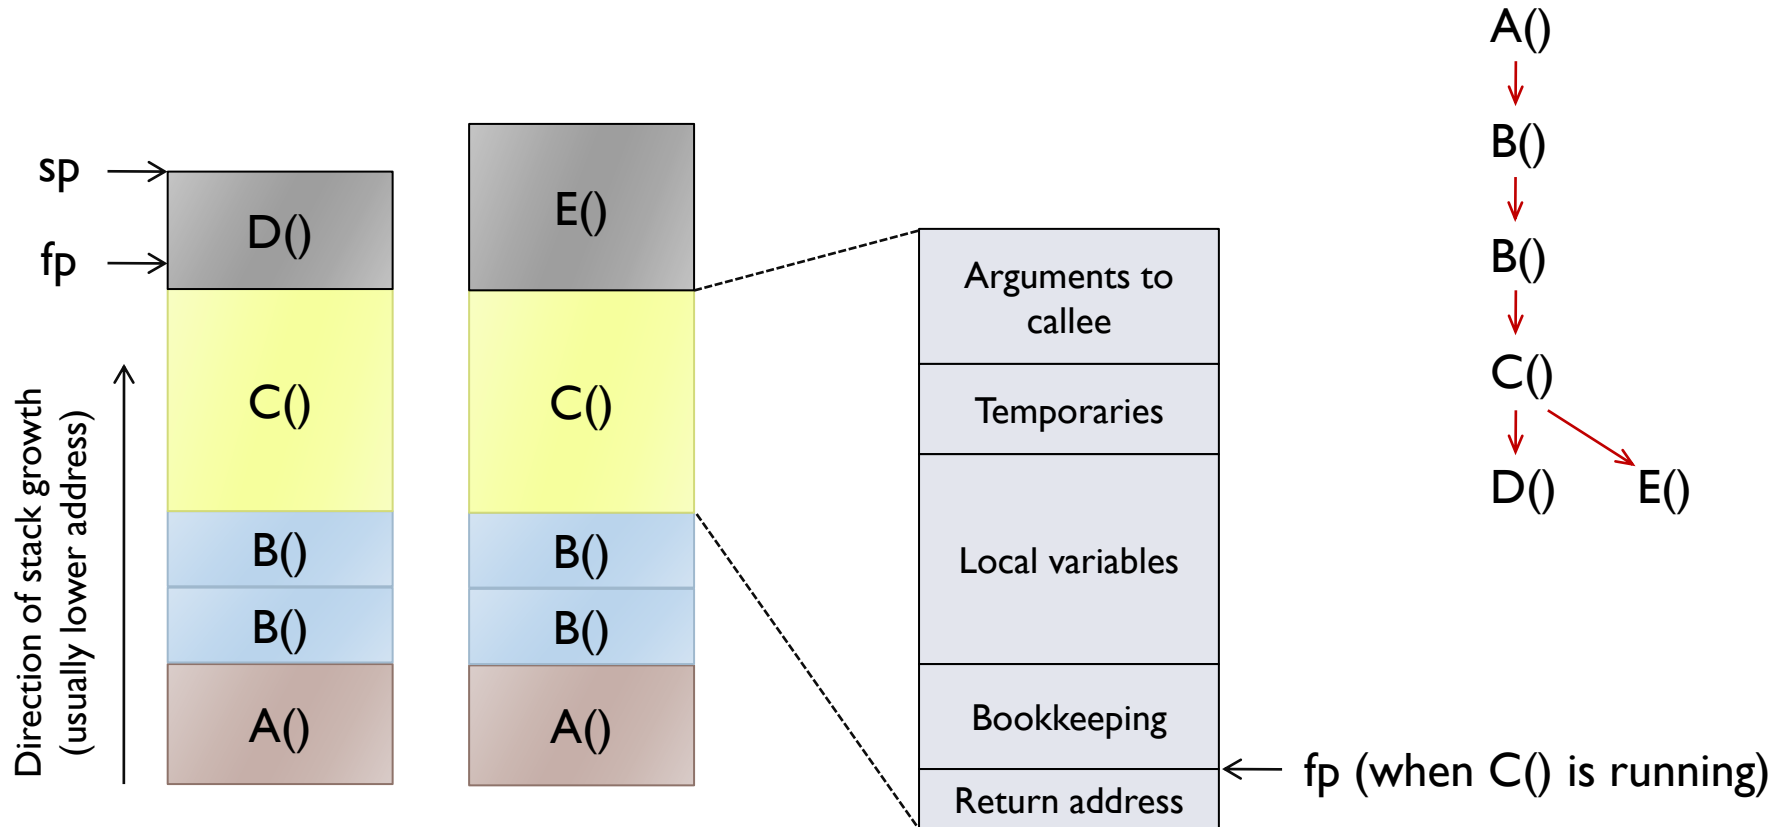 sp
fp
Direction of stack growth
(usually lower address)
D()
C()
B()
B()
A()
E()
C()
B()
B()
A()
Arguments to
callee
Temporaries
Local variables
Bookkeeping
Return address
fp (when C() is running)
A()
B()
B()
C()
D()
E()